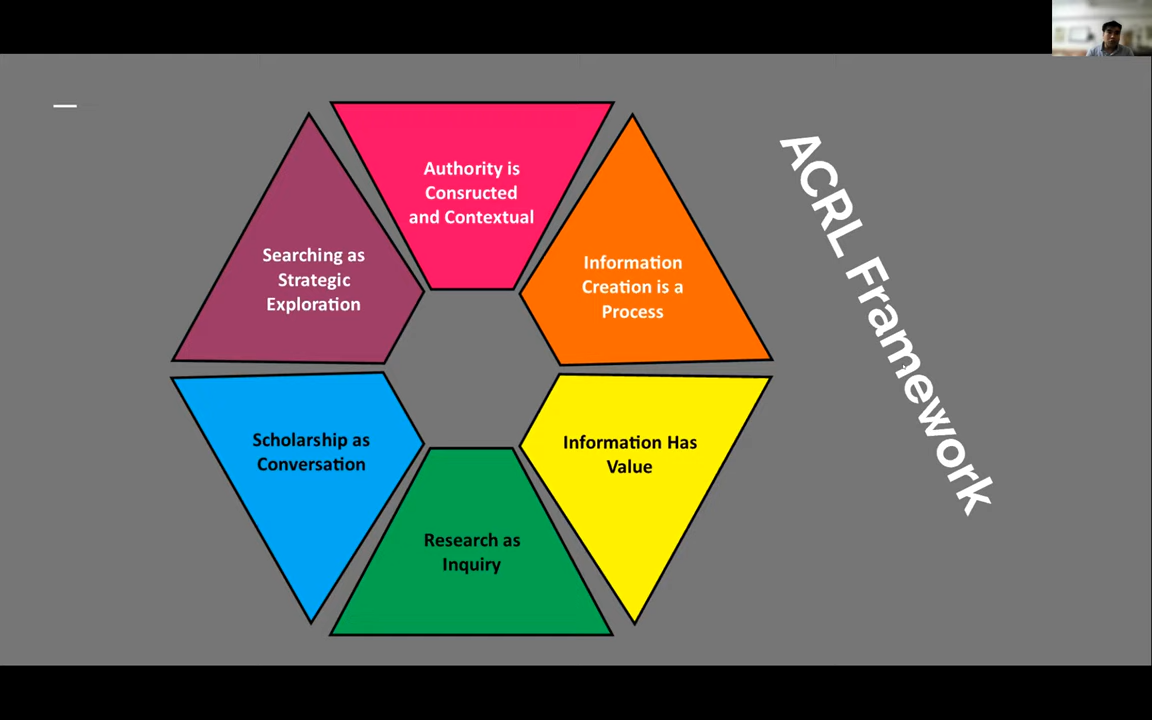 Authority is
Consructed
and Contextual
Searching as
Strategic
Exploration
Information
Creation is a
Process
Scholarship as
Conversation
Information Has
Value
Research as
Inquiry
ACRL Framework